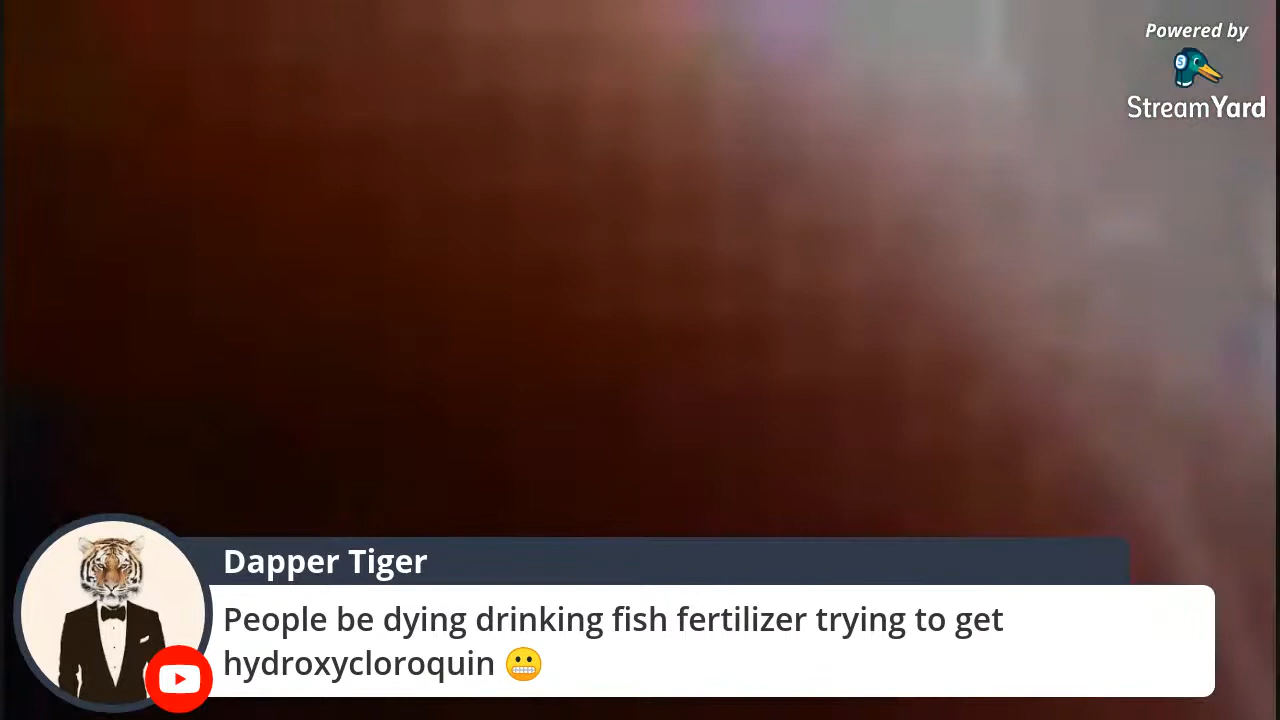 Powered by
StreamYard
Dapper Tiger
People be dying drinking fish fertilizer trying to get
hydroxycloroquin 😬